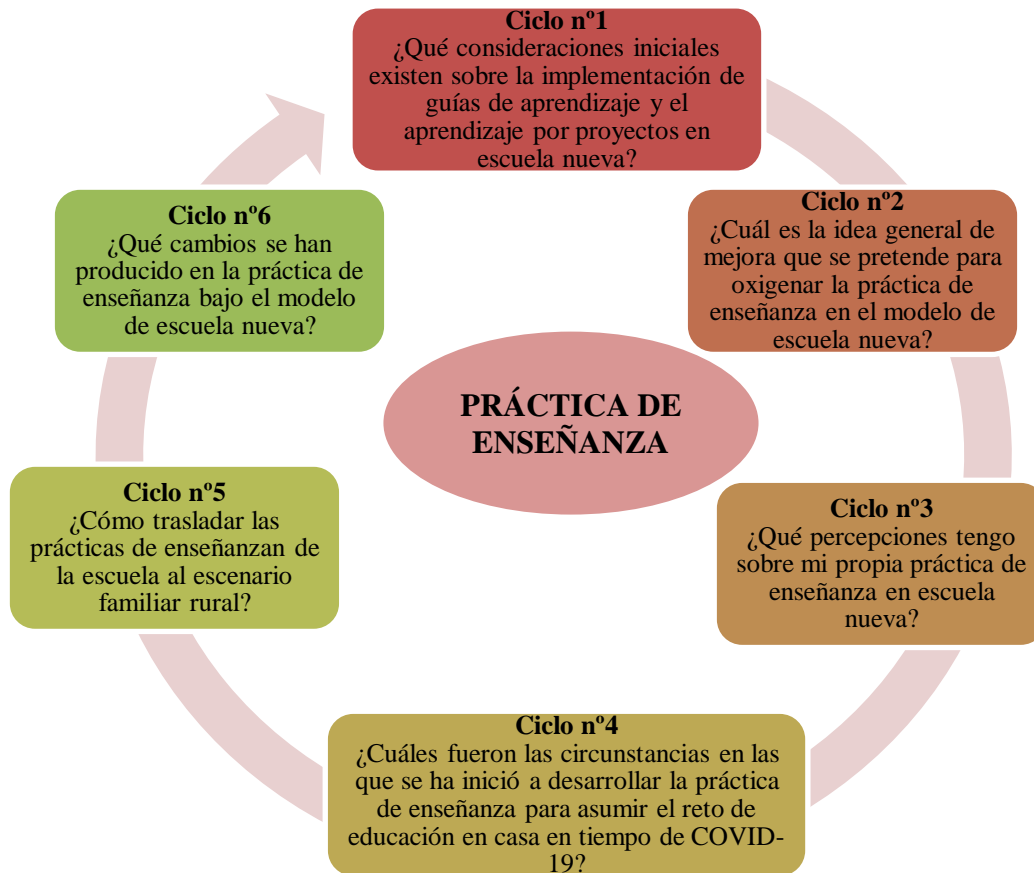 Ciclo nº1
¿Qué consideraciones iniciales
existen sobre la implementación de
guías de aprendizaje y el
aprendizaje por proyectos en
escuela nueva?
Ciclo nº2
¿Cuál es la idea general de
mejora que se pretende para
oxigenar la práctica de
enseñanza en el modelo de
escuela nueva?
Ciclo nº3
¿Qué percepciones tengo
sobre mi propia práctica de
enseñanza en escuela
nueva?
Ciclo nº4
¿Cuáles fueron las circunstancias en las
que se ha inició a desarrollar la práctica
de enseñanza para asumir el reto de
educación en casa en tiempo de COVID-
19?
Ciclo nº5
¿Cómo trasladar las
prácticas de enseñanzan de
la escuela al escenario
familiar rural?
Ciclo nº6
¿Qué cambios se han
producido en la práctica de
enseñanza bajo el modelo
de escuela nueva?
PRÁCTICA DE
ENSEÑANZA